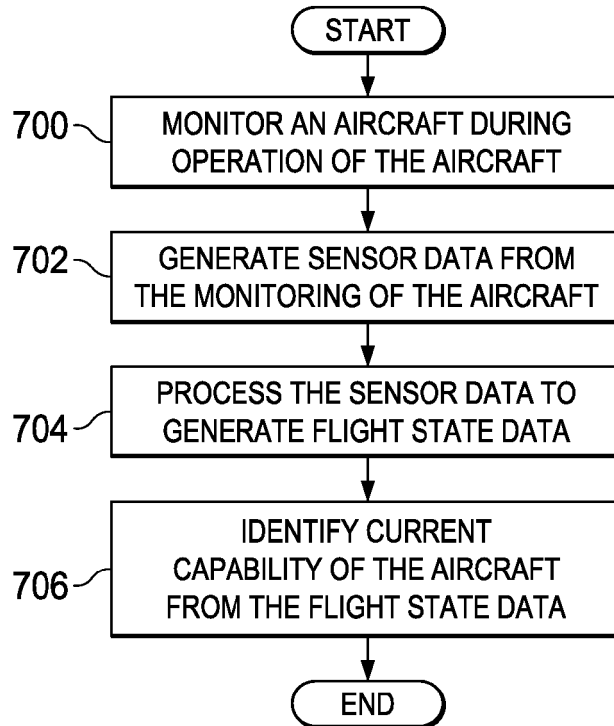 START
700
MONITOR AN AIRCRAFT DURING
OPERATION OF THE AIRCRAFT
702
GENERATE SENSOR DATA FROM
THE MONITORING OF THE AIRCRAFT
704
PROCESS THE SENSOR DATA TO
GENERATE FLIGHT STATE DATA
706
IDENTIFY CURRENT
CAPABILITY OF THE AIRCRAFT
FROM THE FLIGHT STATE DATA
END